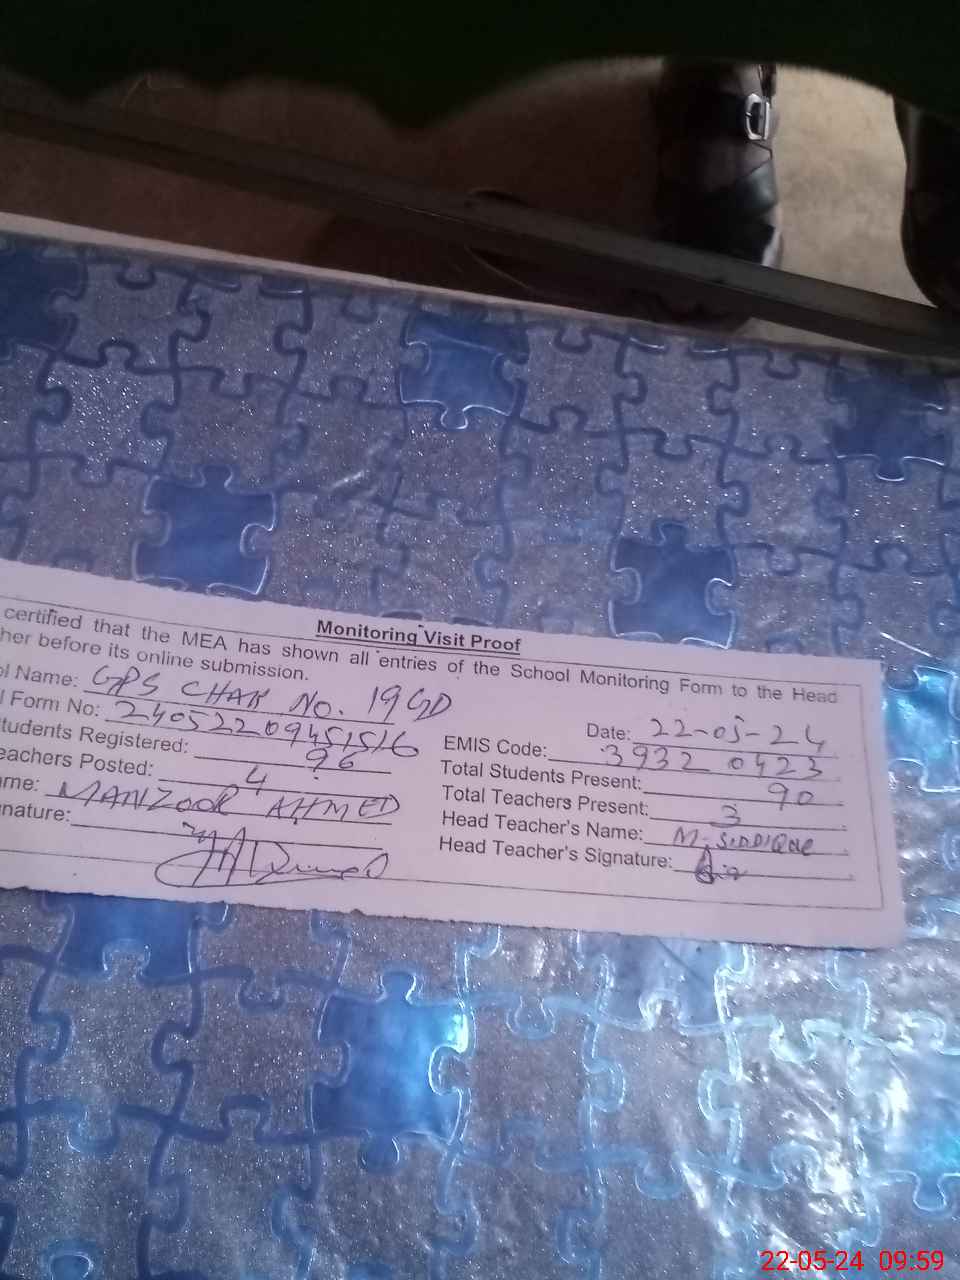 Monitoring Visit Proof
certified that the MEA has shown all entries of the School Monitoring Form to the Head
her before its online submission.
Date: 22-05-24
ol Name: GPS CHAK No. 19 GD
EMIS Code: 39320423
l Form No: 24052209451516
Total Students Present: 90
tudents Registered: 96
Total Teachers Present: 3
eachers Posted: 4
Head Teacher's Name: M. SIDDIQUE
ame: MANZOOR AHMED
Head Teacher's Signature:
nature:
22-05-24 09:59